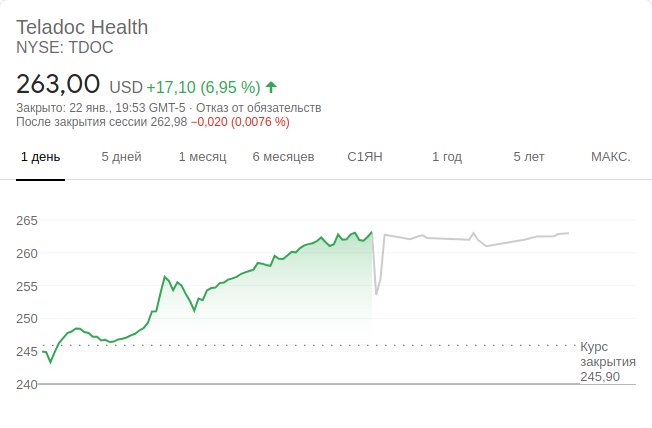 Teladoc Health
NYSE: TDOC
263,00 USD +17,10 (6,95 %)
Закрыто: 22 янв., 19:53 GMT-5 · Отказ от обязательств
После закрытия сессии 262,98 −0,020 (0,0076 %)
1 день 5 дней 1 месяц 6 месяцев С1ЯН 1 год 5 лет МАКС.
265
260
255
250
245
240
Курс
закрытия
245,90